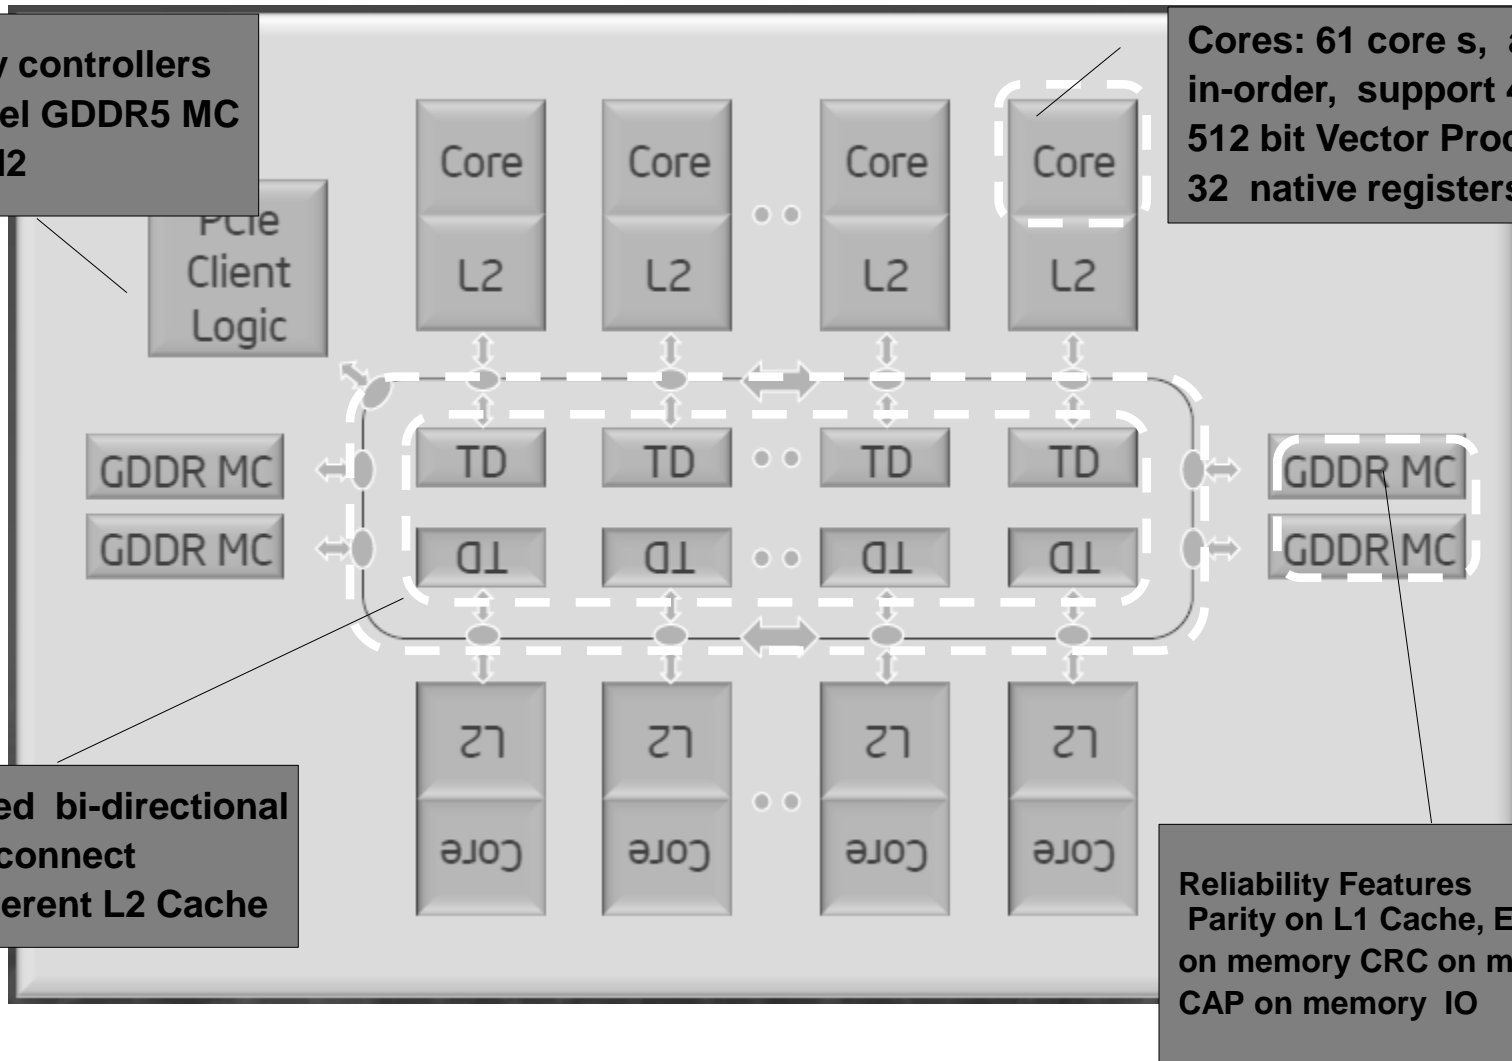 y controllers
el GDDR5 MC
I2
Cores: 61 core s,
in-order, support 4
512 bit Vector Proc
32 native registers
PCIe
Client
Logic
Core Core Core Core
L2 L2 L2 L2
GDDR MC TD TD TD TD GDDR MC
GDDR MC TD TD TD TD GDDR MC
L2 L2 L2 L2
Core Core Core Core
ed bi-directional
connect
erent L2 Cache
Reliability Features
Parity on L1 Cache, E
on memory CRC on m
CAP on memory IO